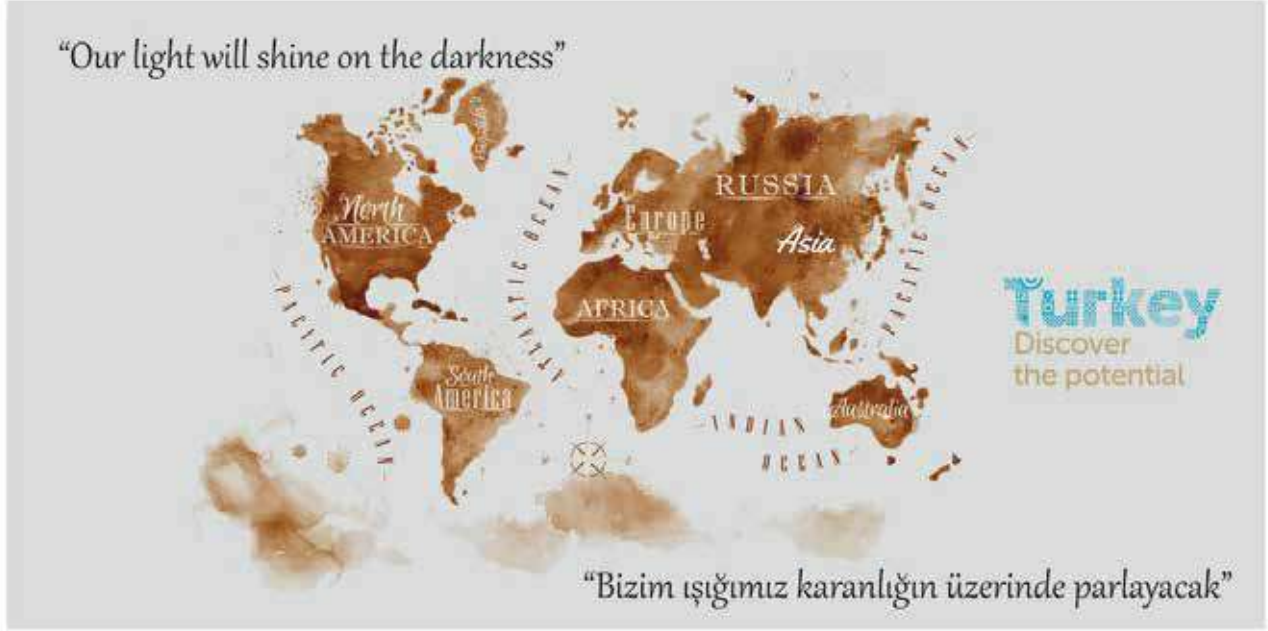 “Our light will shine on the darkness”
North
AMERICA
Europe
RUSSIA
Asia
AFRICA
South
America
Australia
PACIFIC OCEAN
ATLANTIC OCEAN
PACIFIC OCEAN
INDIAN
OCEAN
Turkey
Discover
the potential
“Bizim ışığımız karanlığın üzerinde parlayacak”